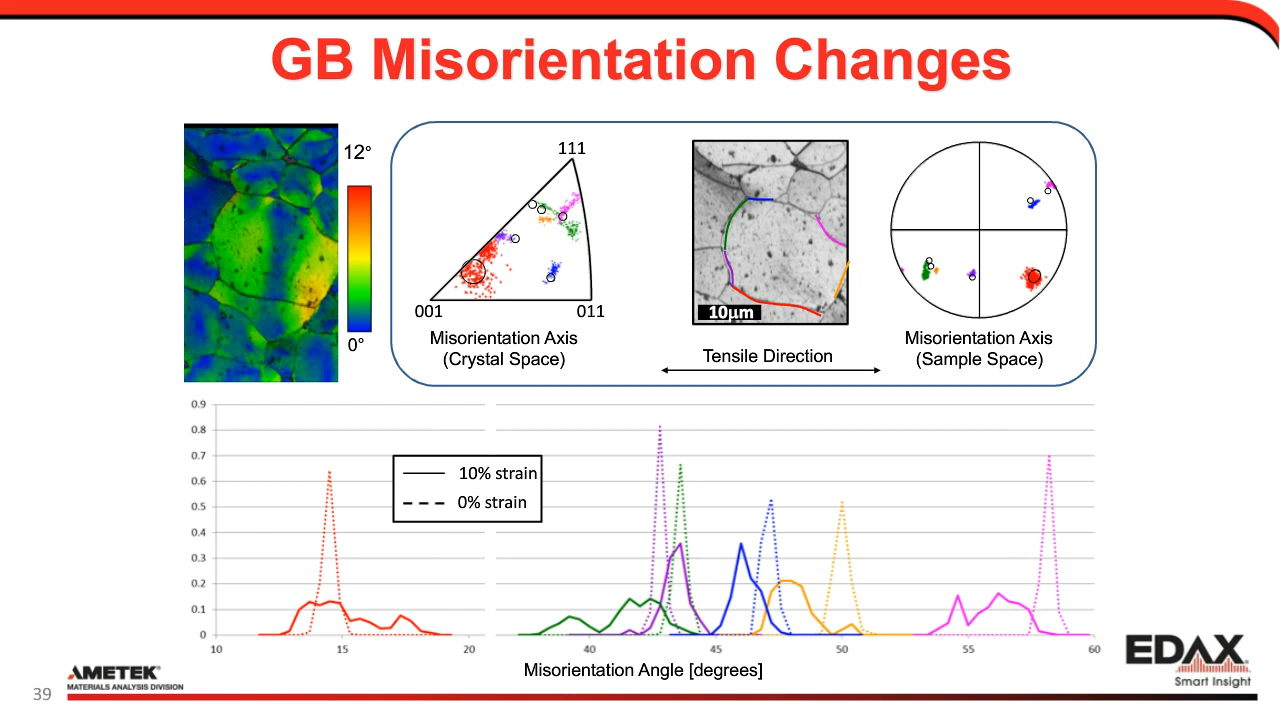 GB Misorientation Changes
12°
0°
111
001
011
Misorientation Axis
(Crystal Space)
10µm
Tensile Direction
Misorientation Axis
(Sample Space)
0.9
0.8
0.7
0.6
0.5
0.4
0.3
0.2
0.1
0
10% strain
0% strain
10
15
20
40
45
50
55
60
Misorientation Angle [degrees]
AMETEK®
MATERIALS ANALYSIS DIVISION
39
EDAX
Smart Insight